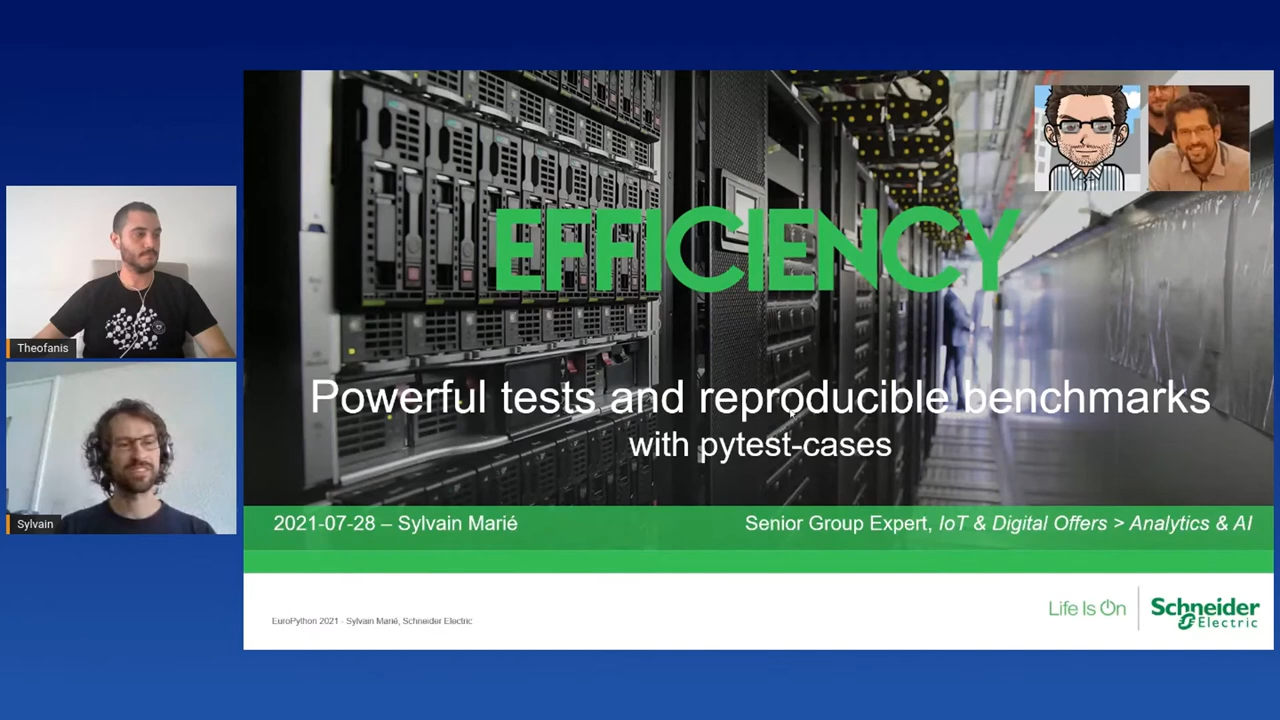 EFFICIENCY
Powerful tests and reproducible benchmarks
with pytest-cases
Theofanis
Sylvain
2021-07-28 – Sylvain Marié
Senior Group Expert, IoT & Digital Offers > Analytics & AI
EuroPython 2021 - Sylvain Marié, Schneider Electric
Life Is On
Schneider
Electric